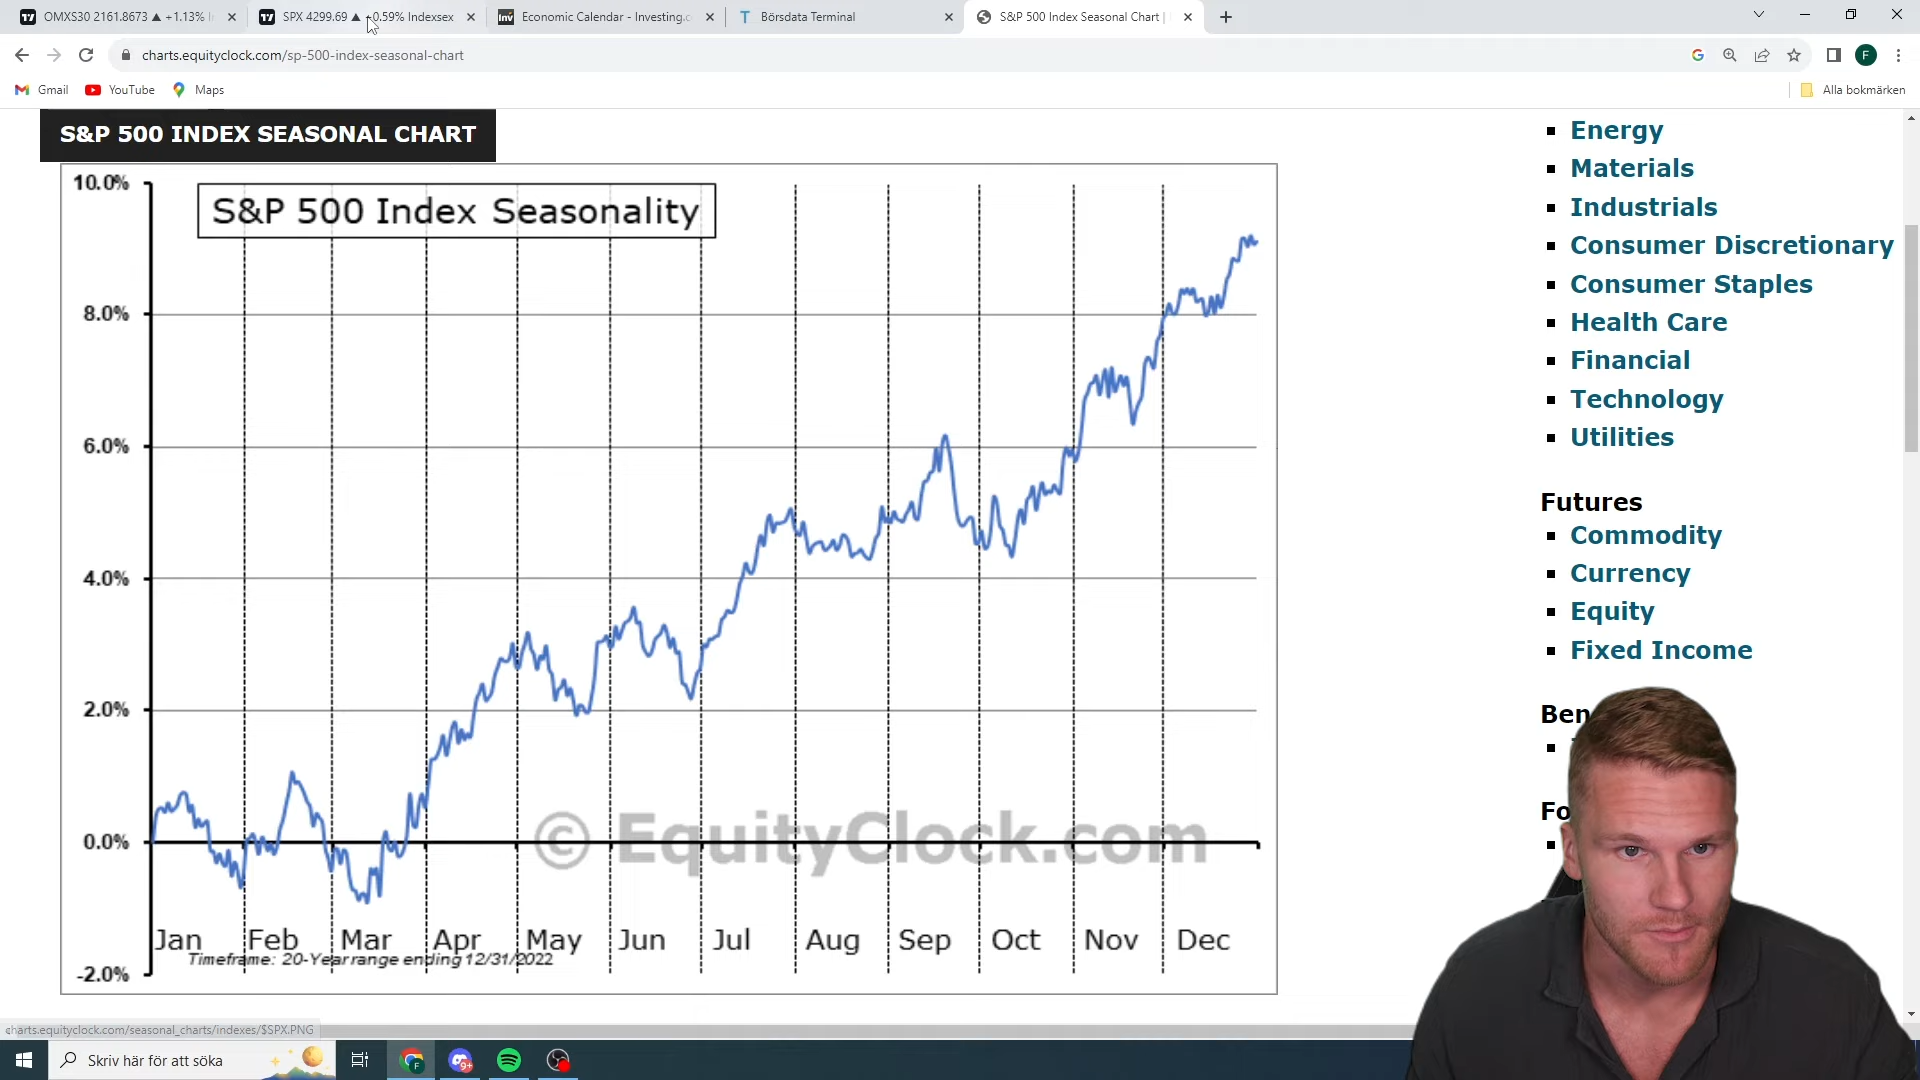 OMXS30 2161.8673 ▲ +1.13%
SPX 4299.69 ▲ +0.59% Indexsex
Economic Calendar - Investing.c
Börsdata Terminal
S&P 500 Index Seasonal Chart |
charts.equityclock.com/sp-500-index-seasonal-chart
F
Gmail
YouTube
Maps
Alla bokmärken
S&P 500 INDEX SEASONAL CHART
S&P 500 Index Seasonality
10.0%
8.0%
6.0%
4.0%
2.0%
0.0%
-2.0%
© EquityClock.com
Jan Feb Mar Apr May Jun Jul Aug Sep Oct Nov Dec
Timeframe: 20-Year range ending 12/31/2022
Energy
Materials
Industrials
Consumer Discretionary
Consumer Staples
Health Care
Financial
Technology
Utilities
Futures
Commodity
Currency
Equity
Fixed Income
charts.equityclock.com/seasonal_charts/indexes/$SPX.PNG
Skriv här för att söka
9+